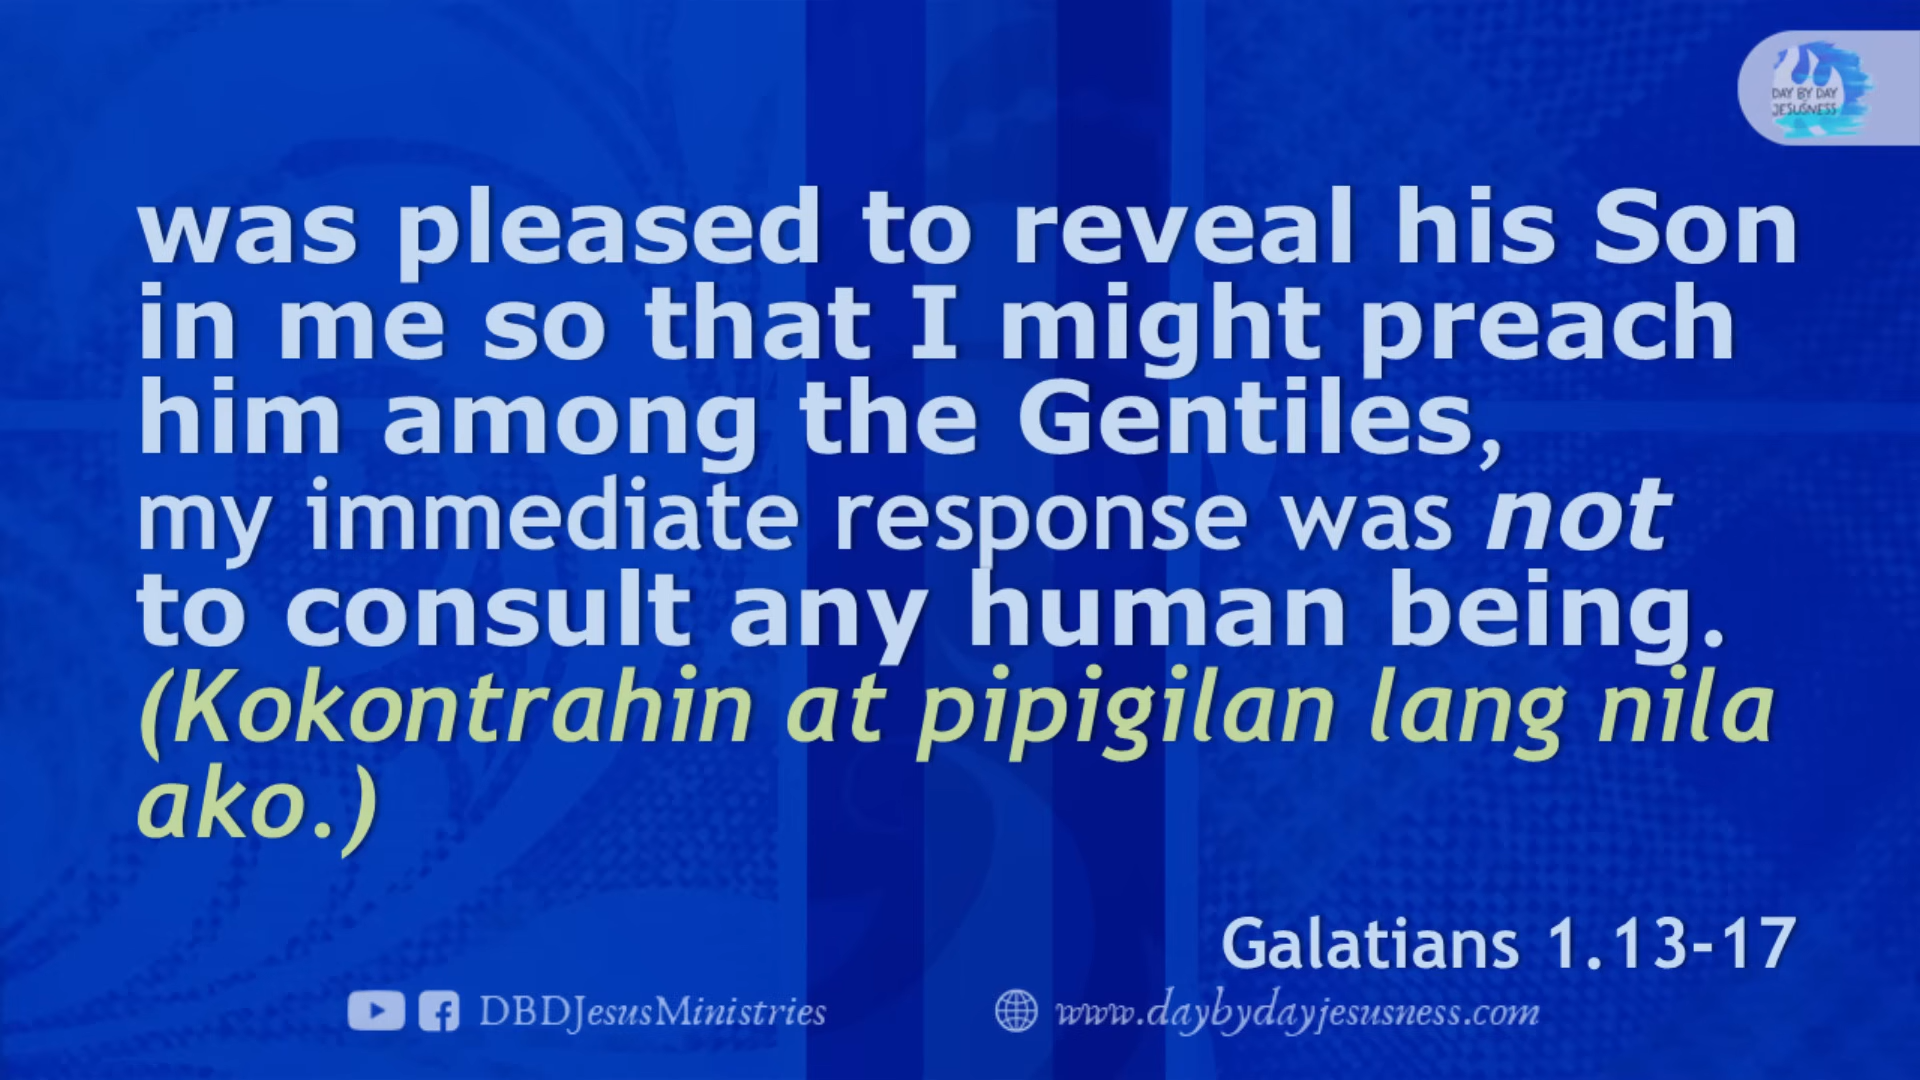 DAY BY DAY
JESUSNESS
was pleased to reveal his Son
in me so that I might preach
him among the Gentiles,
my immediate response was not
to consult any human being.
(Kokontrahin at pipigilan lang nila
ako.)
Galatians 1.13-17
DBDJesusMinistries
www.daybydayjesusness.com